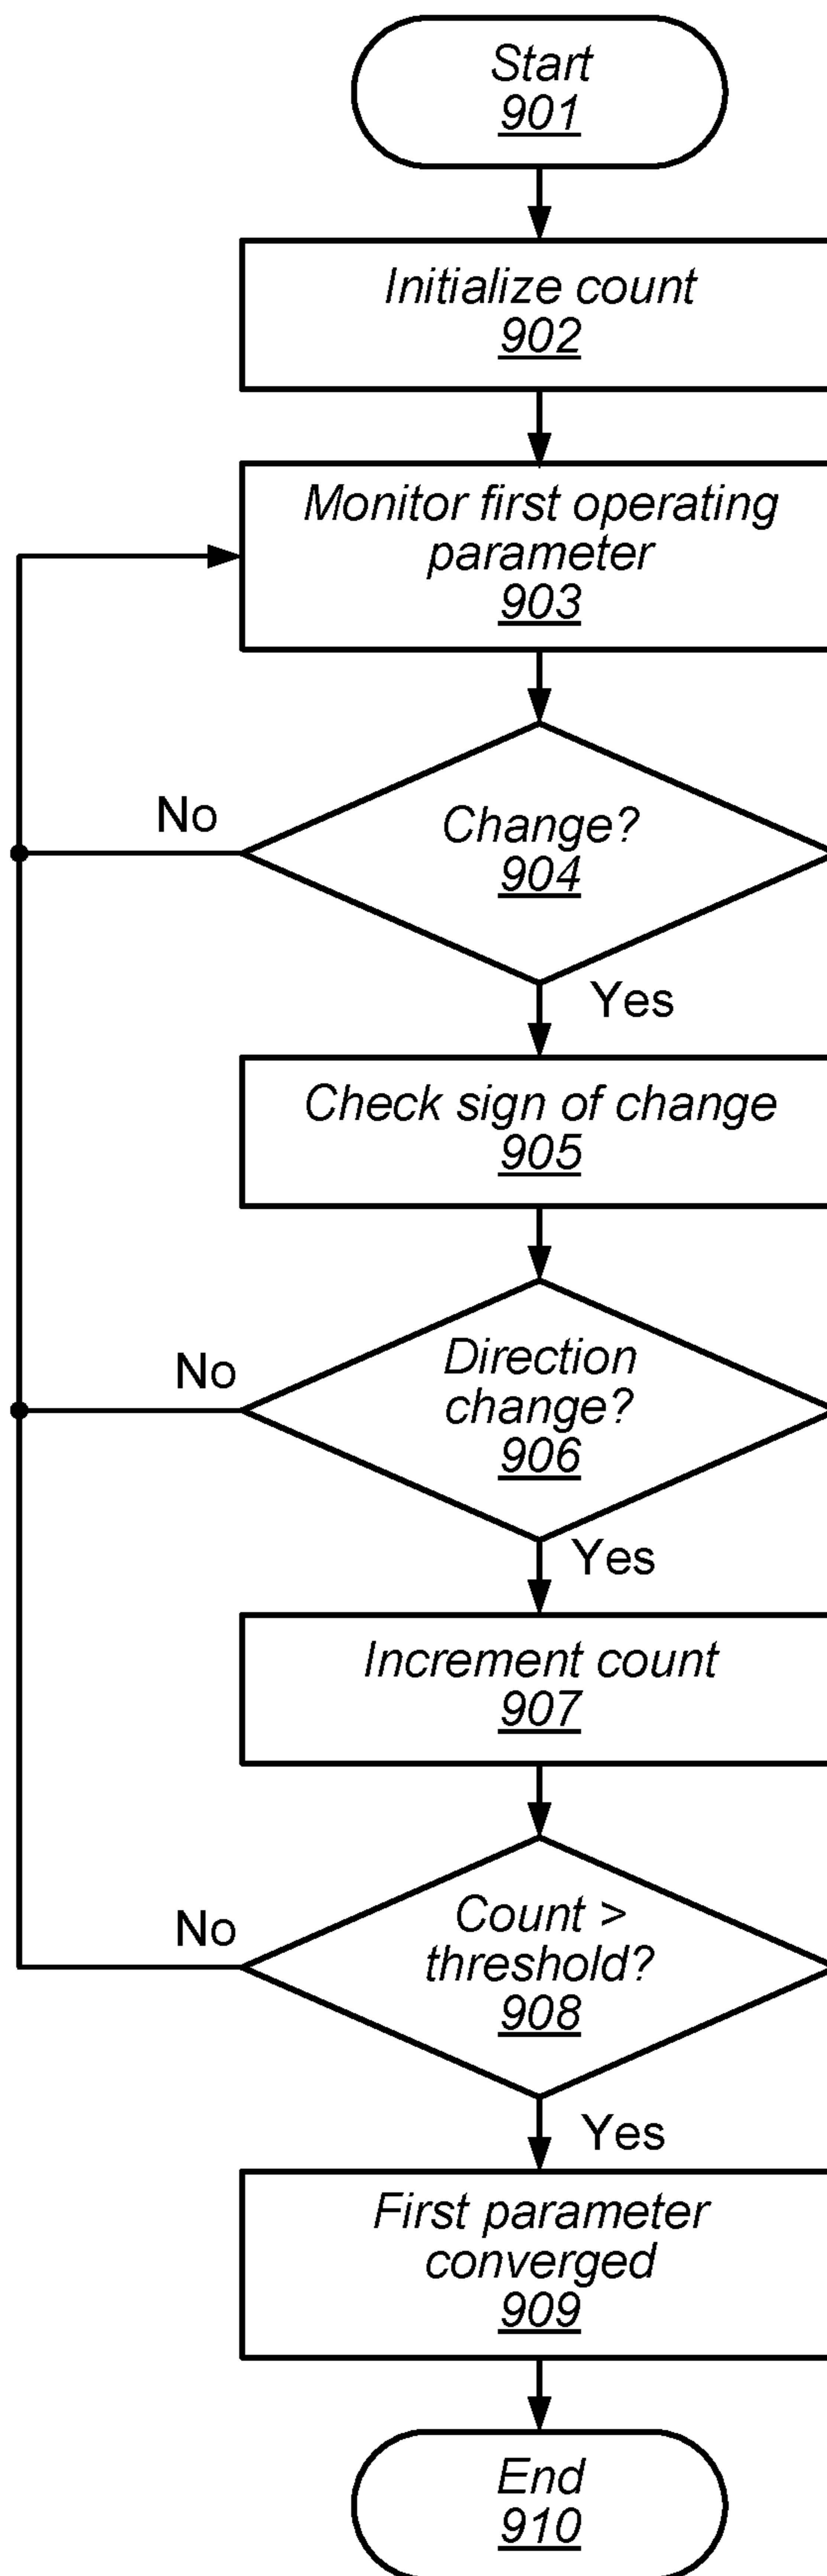 Start
901
Initialize count
902
Monitor first operating
parameter
903
Change?
904
No
Yes
Check sign of change
905
Direction
change?
906
No
Yes
Increment count
907
Count >
threshold?
908
No
Yes
First parameter
converged
909
End
910